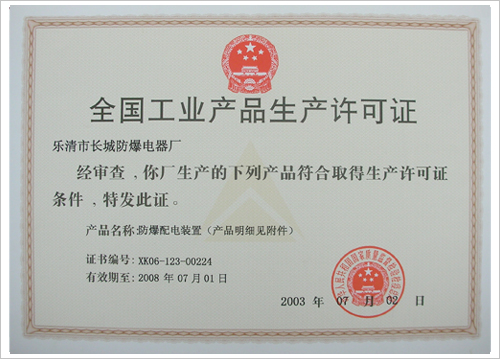 全国工业产品生产许可证
乐清市长城防爆电器厂
经审查，你厂生产的下列产品符合取得生产许可证
条件，特发此证。
产品名称:防爆配电装置（产品明细见附件）
证书编号:XK06-123-00224
有效期至:2008 年 07 月 01 日
2003 年 07 月 02 日